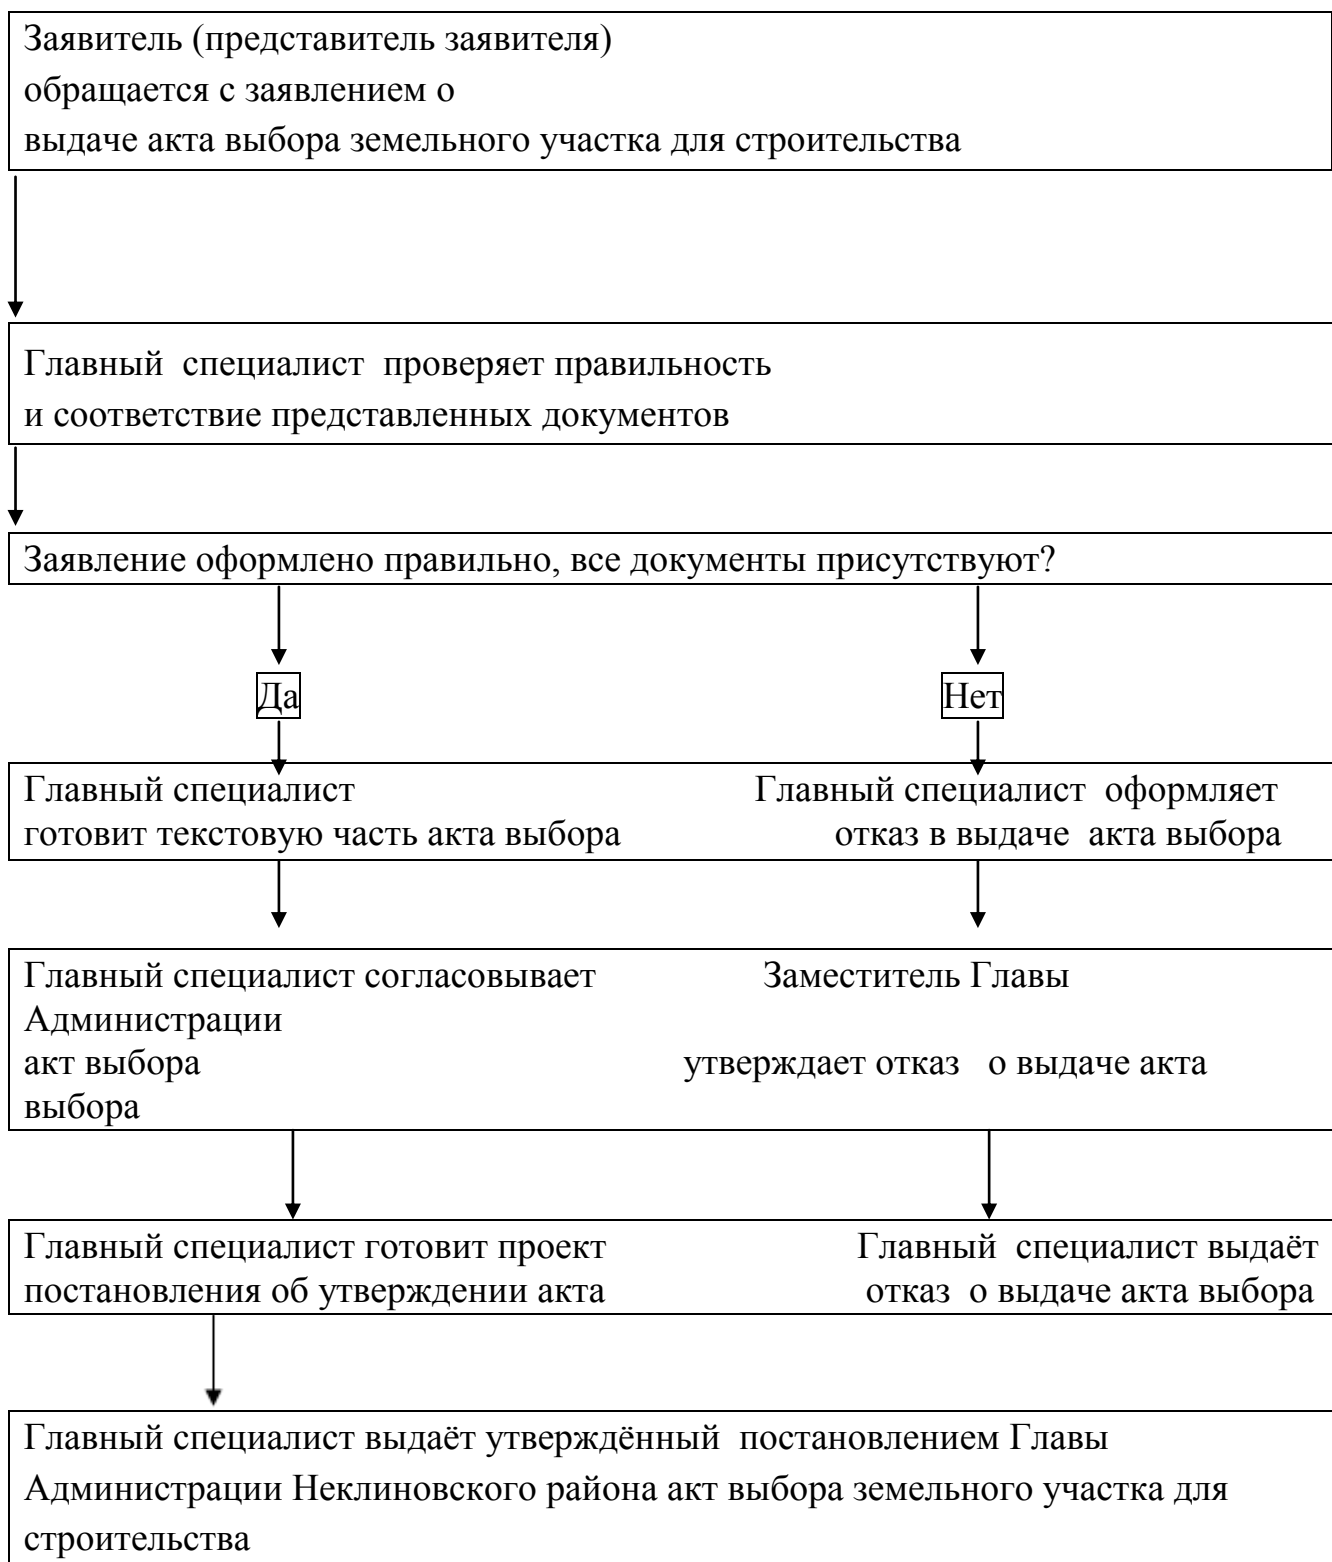 Заявитель (представитель заявителя)
обращается с заявлением о
выдаче акта выбора земельного участка для строительства
Главный  специалист  проверяет правильность
и соответствие представленных документов
Заявление оформлено правильно, все документы присутствуют?
Да Нет
Главный специалист Главный специалист  оформляет
готовит текстовую часть акта выбора отказ в выдаче  акта выбора
Главный специалист согласовывает Заместитель Главы
Администрации
акт выбора утверждает отказ   о выдаче акта
выбора
Главный специалист готовит проект Главный  специалист выдаёт
постановления об утверждении акта отказ  о выдаче акта выбора
Главный специалист выдаёт утверждённый  постановлением Главы
Администрации Неклиновского района акт выбора земельного участка для
строительства